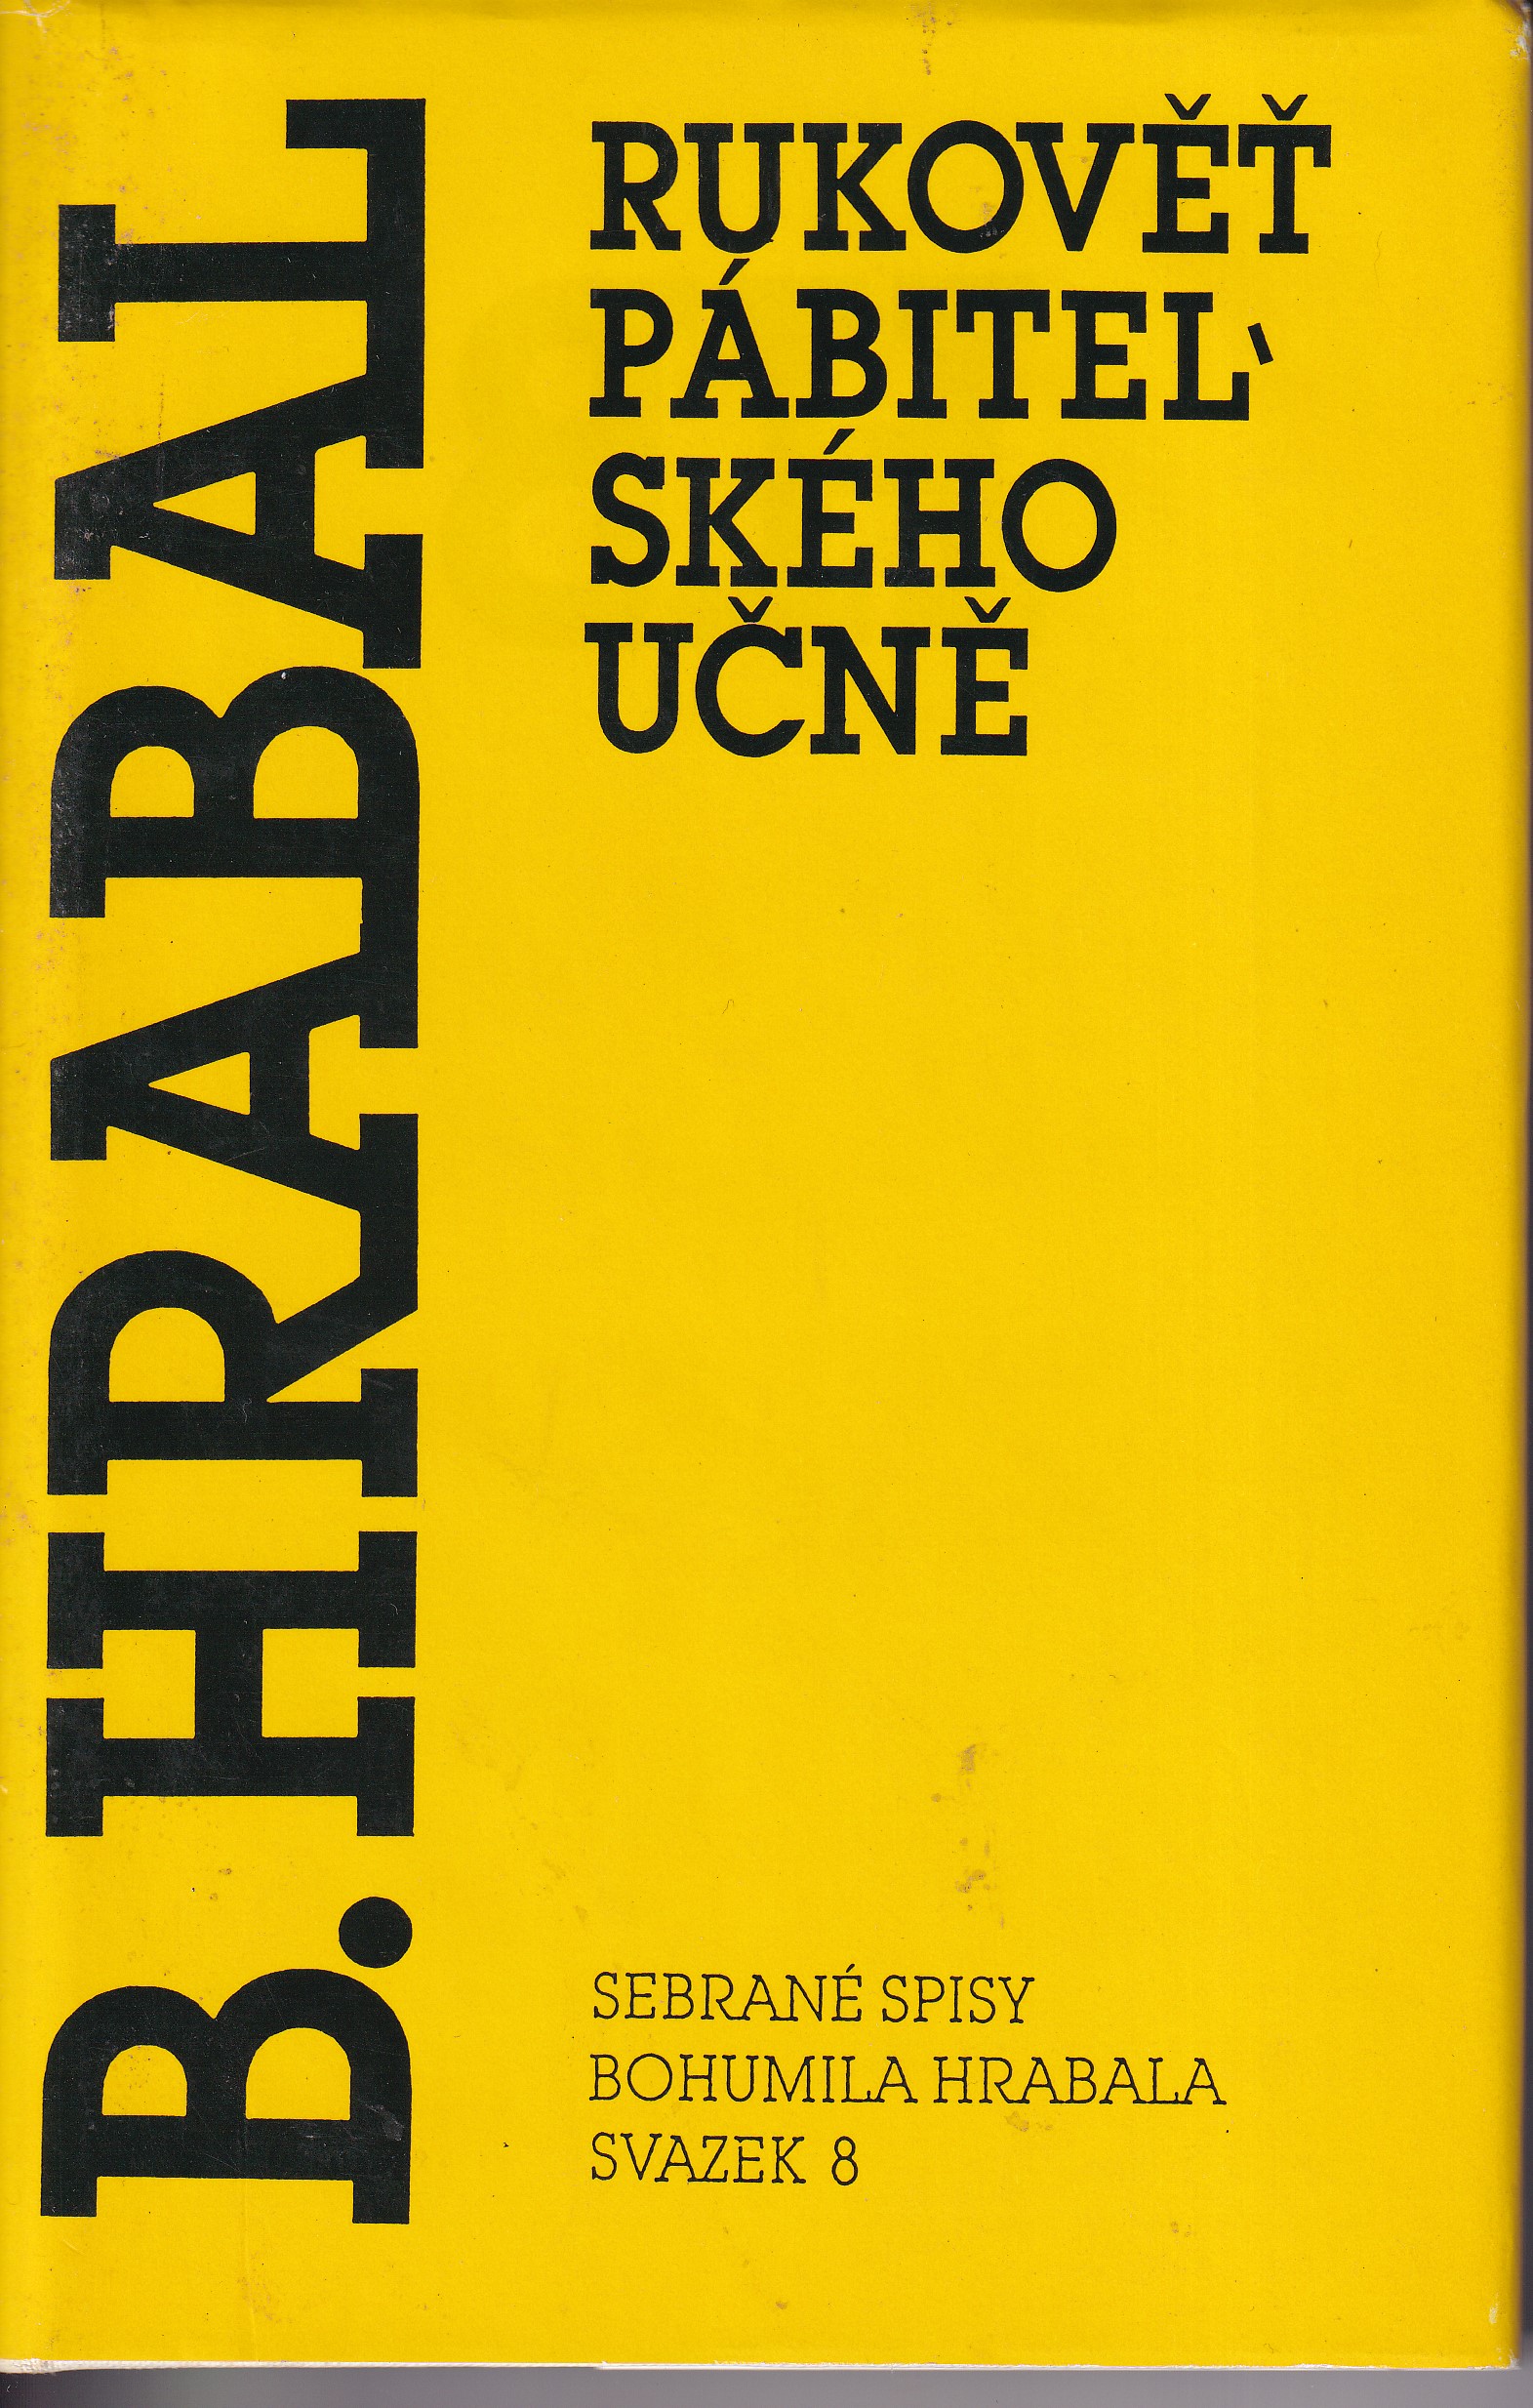 B. HRABAL
RUKOVĚŤ
PÁBITEL-
SKÉHO
UČNĚ
SEBRANÉ SPISY
BOHUMILA HRABALA
SVAZEK 8